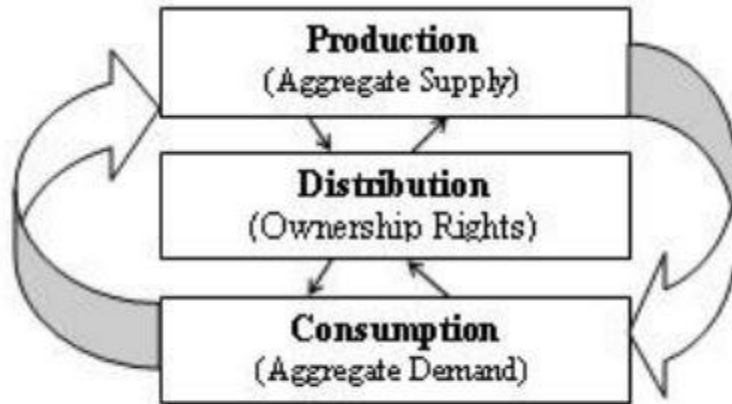 Production
(Aggregate Supply)
Distribution
(Ownership Rights)
Consumption
(Aggregate Demand)